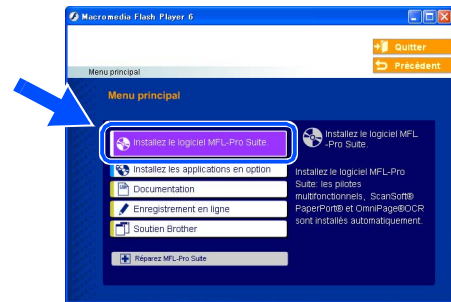 Macromedia Flash Player 6
Quitter
Précédent
Menu principal
Menu principal
Installez le logiciel MFL-Pro Suite.
Installez les applications en option
Documentation
Enregistrement en ligne
Soutien Brother
Réparez MFL-Pro Suite
Installez le logiciel MFL
-Pro Suite.
Installez le logiciel MFL-Pro
Suite: les pilotes
multifonctionnels, ScanSoft®
PaperPort® et OmniPage®OCR
sont installés automatiquement.